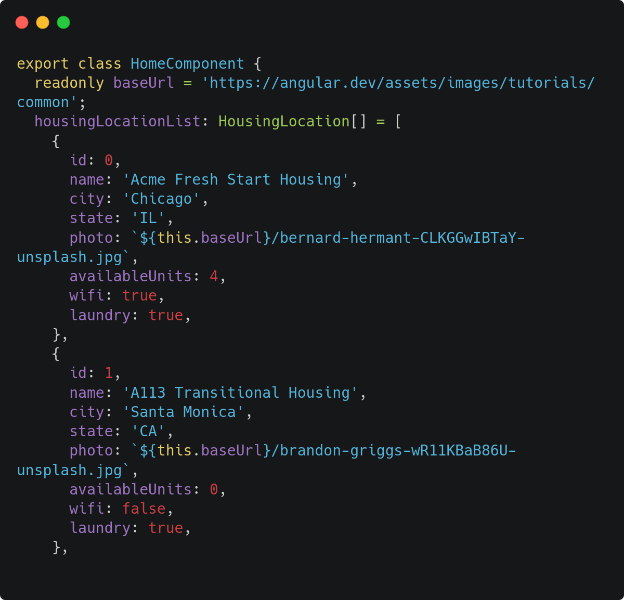 export class HomeComponent {
  readonly baseUrl = 'https://angular.dev/assets/images/tutorials/
common';
  housingLocationList: HousingLocation[] = [
    {
      id: 0,
      name: 'Acme Fresh Start Housing',
      city: 'Chicago',
      state: 'IL',
      photo: `${this.baseUrl}/bernard-hermant-CLKGGwIBTaY-
unsplash.jpg`,
      availableUnits: 4,
      wifi: true,
      laundry: true,
    },
    {
      id: 1,
      name: 'A113 Transitional Housing',
      city: 'Santa Monica',
      state: 'CA',
      photo: `${this.baseUrl}/brandon-griggs-wR11KBaB86U-
unsplash.jpg`,
      availableUnits: 0,
      wifi: false,
      laundry: true,
    },